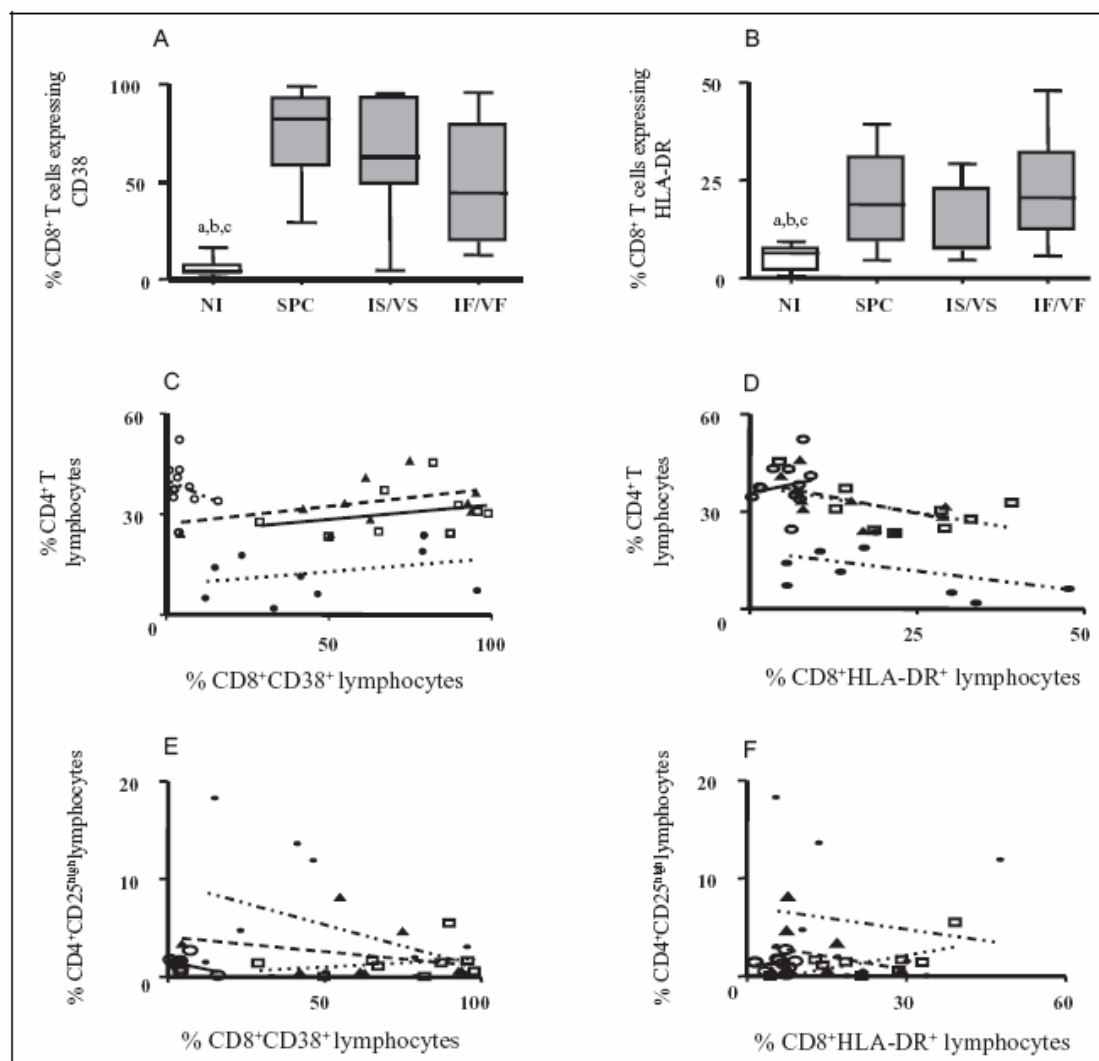 A
% CD8+ T cells expressing
CD38
100
50
0
a,b,c
NI SPC IS/VS IF/VF
B
% CD8+ T cells expressing
HLA-DR
50
25
0
a,b,c
NI SPC IS/VS IF/VF
C
% CD4+ T
lymphocytes
60
30
0
50 100
% CD8+CD38+ lymphocytes
D
% CD4+ T
lymphocytes
60
30
0
25 50
% CD8+HLA-DR+ lymphocytes
E
% CD4+CD25high lymphocytes
20
10
0
50 100
% CD8+CD38+ lymphocytes
F
% CD4+CD25high lymphocytes
20
10
0
0 30 60
% CD8+HLA-DR+ lymphocytes